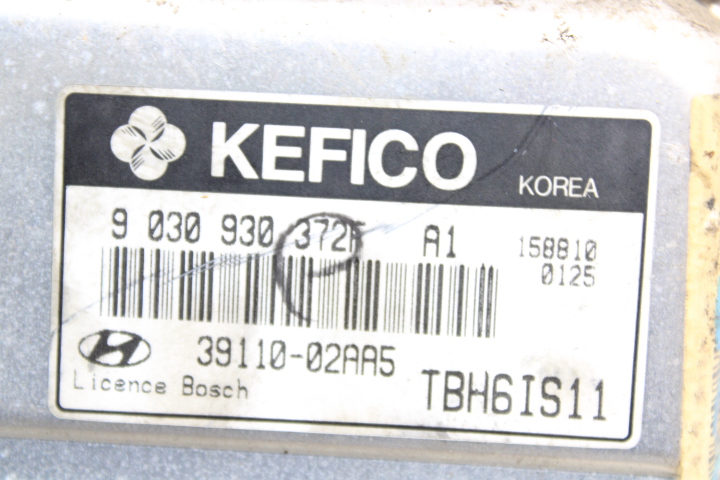 KEFICO
KOREA
9 030 930 372F A1 158810
0125
39110-02AA5
TBH6IS11
Licence Bosch